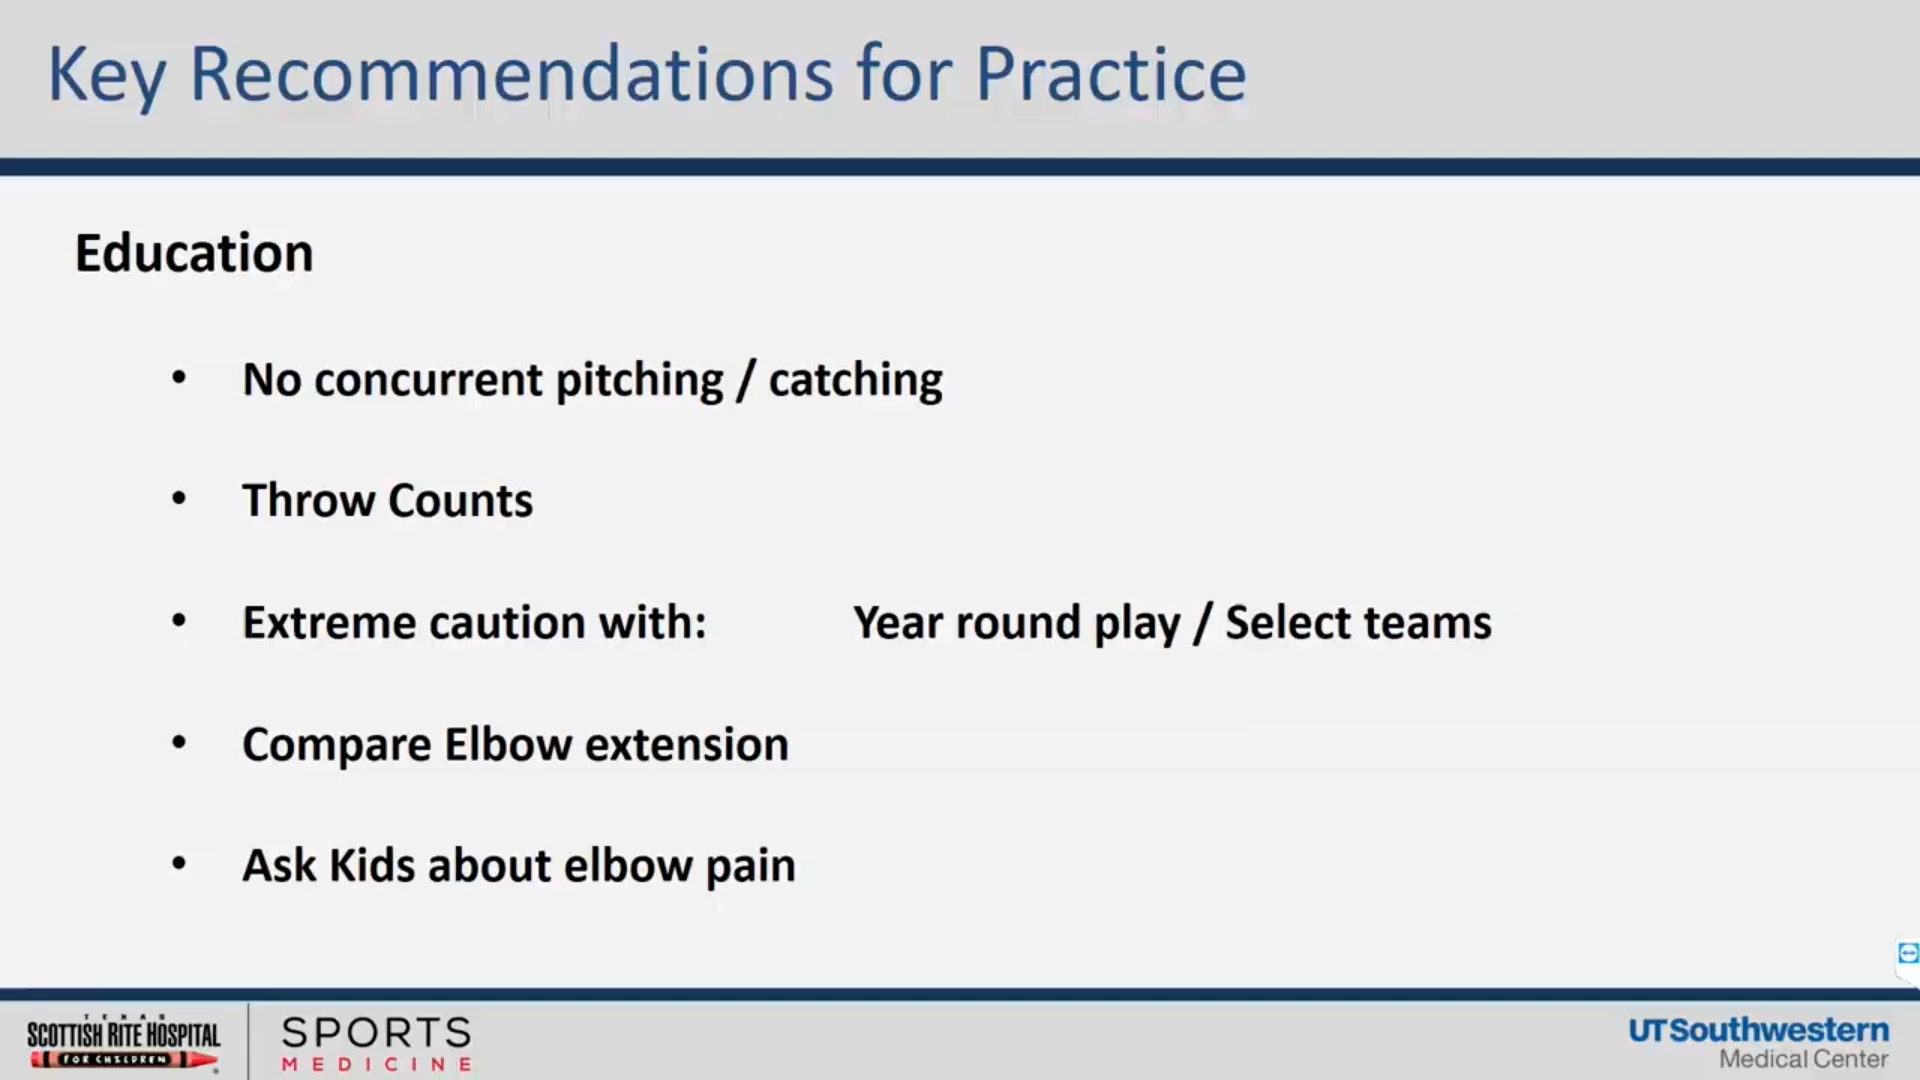 Key Recommendations for Practice
Education
• No concurrent pitching / catching
• Throw Counts
• Extreme caution with: Year round play / Select teams
• Compare Elbow extension
• Ask Kids about elbow pain
TEXAS
SCOTTISH RITE HOSPITAL
FOR CHILDREN
SPORTS
MEDICINE
UTSouthwestern
Medical Center